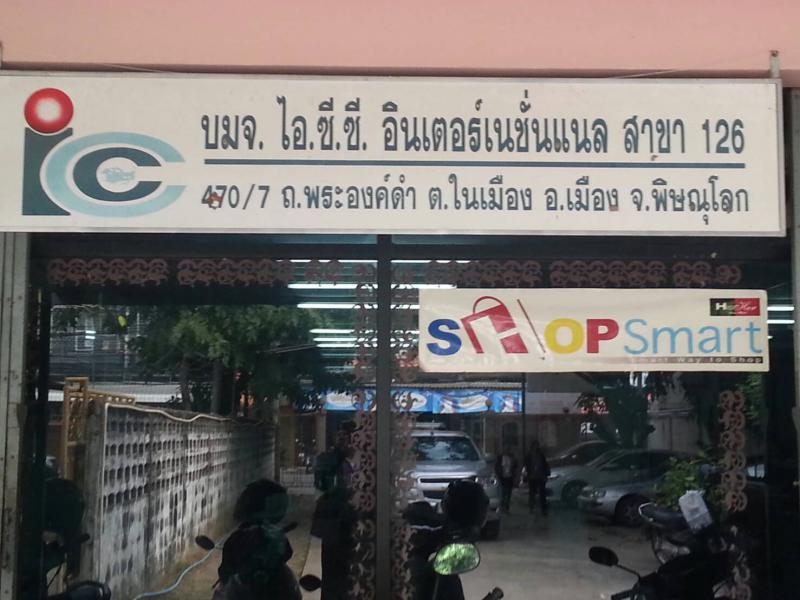 icc
บมจ. ไอ.ซี.ซี. อินเตอร์เนชั่นแนล สาขา 126
470/7 ถ.พระองค์ดำ ต.ในเมือง อ.เมือง จ.พิษณุโลก
SHOP Smart
Smart Way to Shop